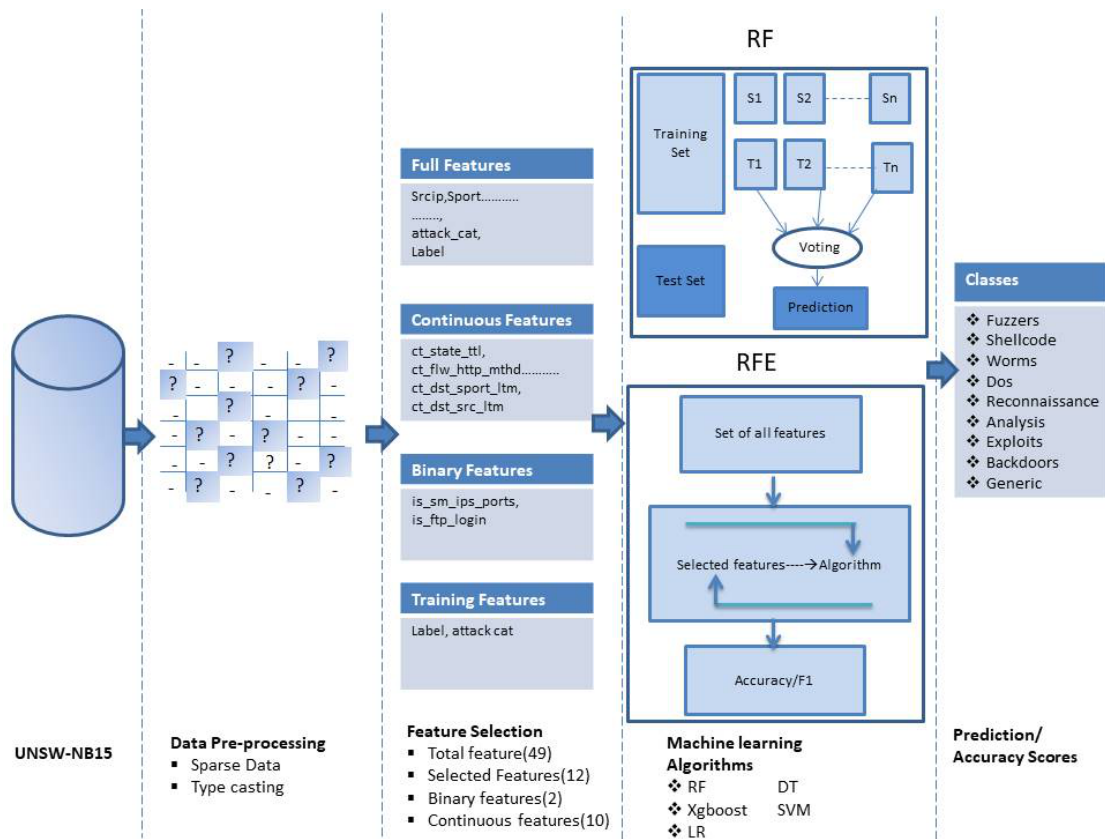 UNSW-NB15
? ?
- - - -
? ?
- - - -
?
- - - - -
? ?
- - - -
? ? ?
- - -
? ?
- - - -
Data Pre-processing
▪ Sparse Data
▪ Type casting
Full Features
Srcip,Sport..........
........,
attack_cat,
Label
Continuous Features
ct_state_ttl,
ct_flw_http_mthd..........
ct_dst_sport_ltm,
ct_dst_src_ltm
Binary Features
is_sm_ips_ports,
is_ftp_login
Training Features
Label, attack cat
Feature Selection
▪ Total feature(49)
▪ Selected Features(12)
▪ Binary features(2)
▪ Continuous features(10)
RF
Training
Set
S1 S2 Sn
T1 T2 Tn
Voting
Test Set
Prediction
RFE
Set of all features
Selected features----→Algorithm
Accuracy/F1
Machine learning
Algorithms
❖ RF DT
❖ Xgboost SVM
❖ LR
Classes
❖ Fuzzers
❖ Shellcode
❖ Worms
❖ Dos
❖ Reconnaissance
❖ Analysis
❖ Exploits
❖ Backdoors
❖ Generic
Prediction/
Accuracy Scores